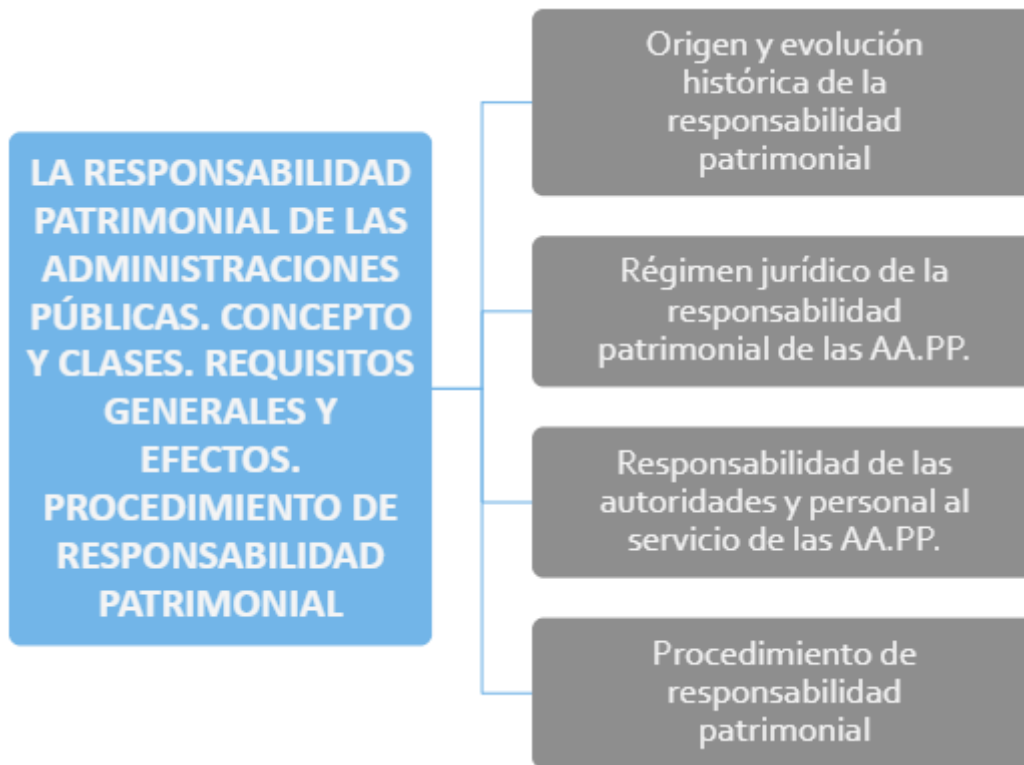 LA RESPONSABILIDAD
PATRIMONIAL DE LAS
ADMINISTRACIONES
PÚBLICAS. CONCEPTO
Y CLASES. REQUISITOS
GENERALES Y
EFECTOS.
PROCEDIMIENTO DE
RESPONSABILIDAD
PATRIMONIAL
Origen y evolución
histórica de la
responsabilidad
patrimonial
Régimen jurídico de la
responsabilidad
patrimonial de las AA.PP.
Responsabilidad de las
autoridades y personal al
servicio de las AA.PP.
Procedimiento de
responsabilidad
patrimonial